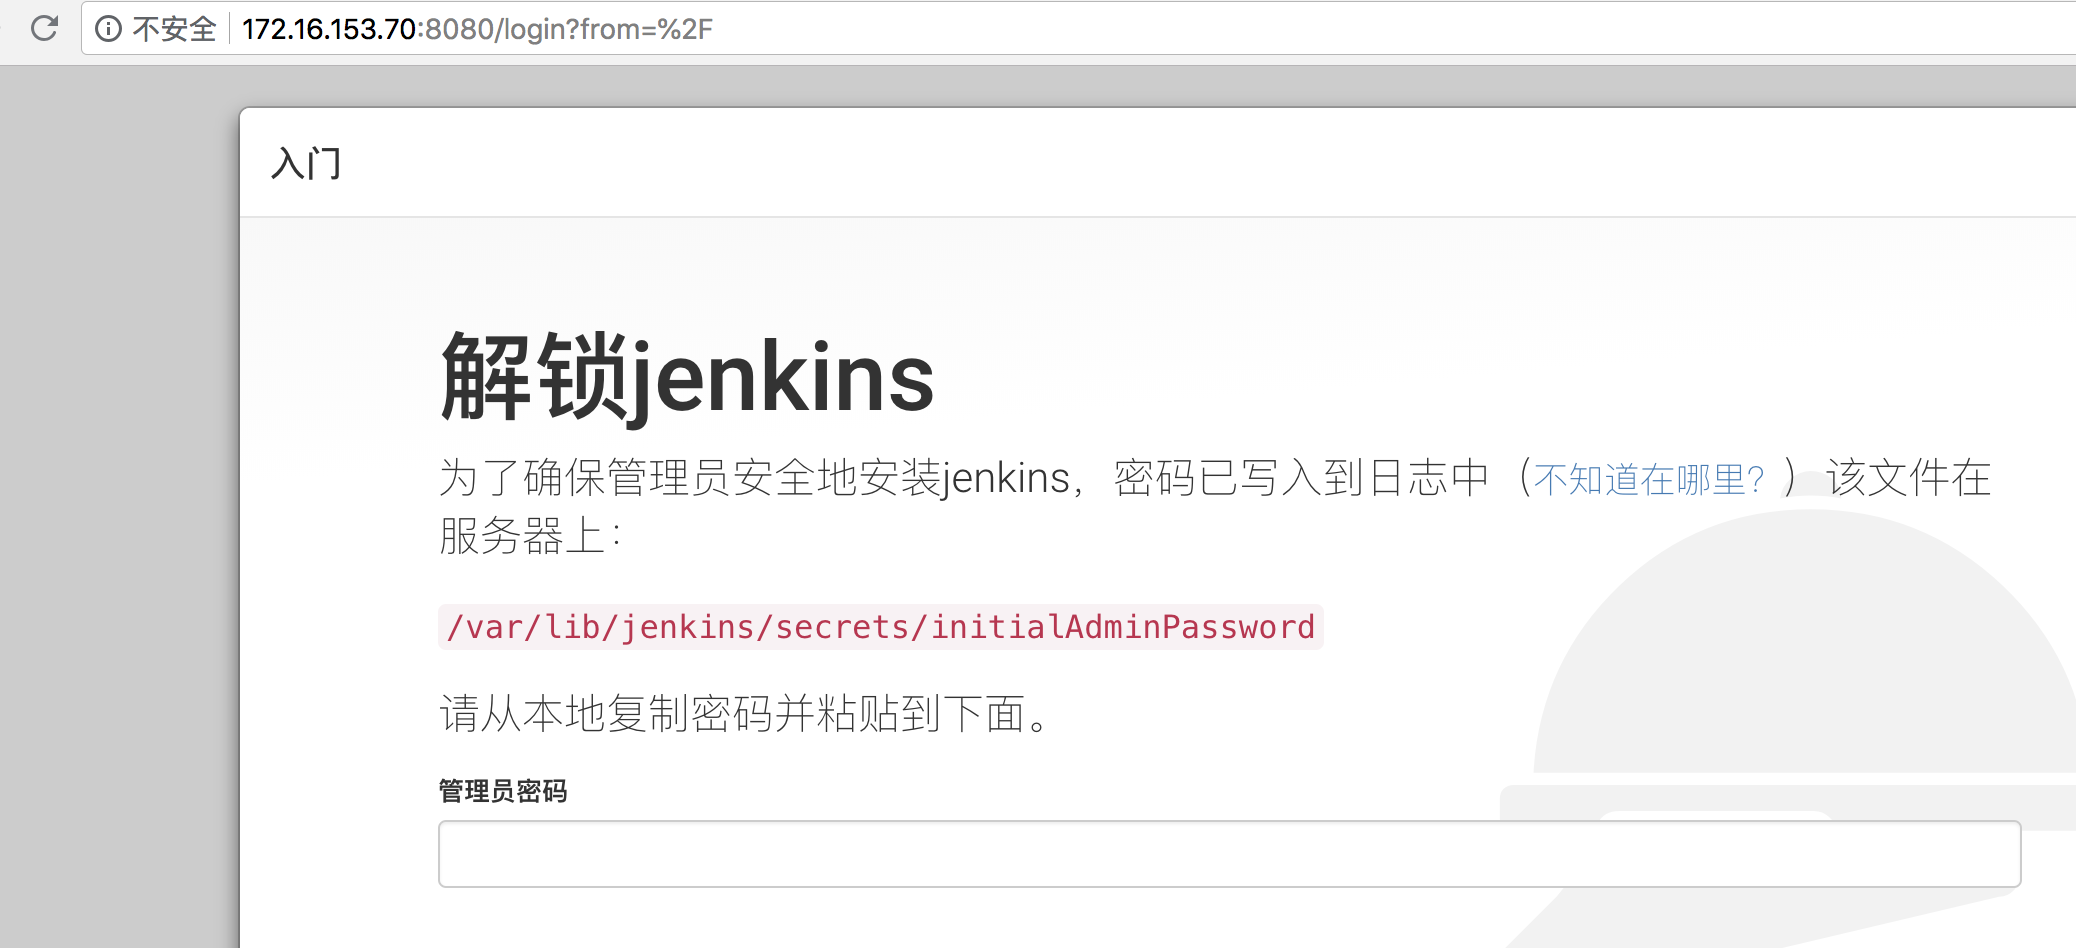 不安全 172.16.153.70:8080/login?from=%2F
入门
解锁jenkins
为了确保管理员安全地安装jenkins，密码已写入到日志中（不知道在哪里？）该文件在
服务器上：
/var/lib/jenkins/secrets/initialAdminPassword
请从本地复制密码并粘贴到下面。
管理员密码